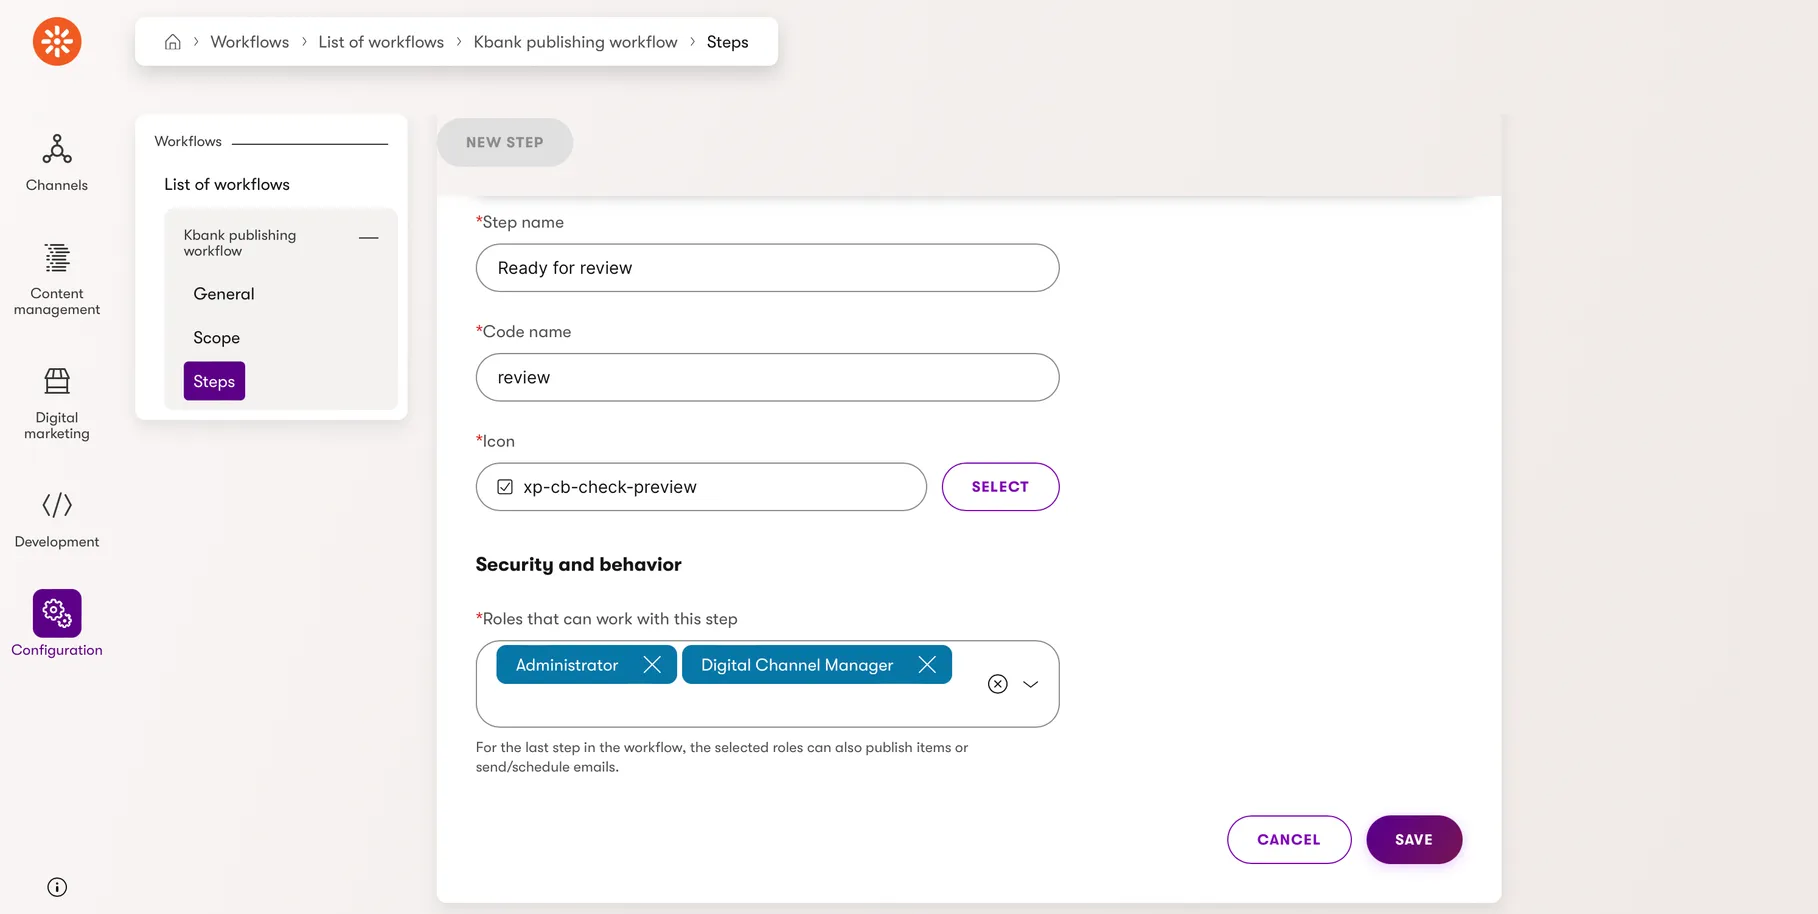 Workflows
List of workflows
Kbank publishing workflow
Steps
Channels
Content
management
Digital
marketing
Development
Configuration
Workflows
List of workflows
Kbank publishing
workflow
General
Scope
Steps
NEW STEP
*Step name
Ready for review
*Code name
review
*Icon
xp-cb-check-preview
SELECT
Security and behavior
*Roles that can work with this step
Administrator
Digital Channel Manager
For the last step in the workflow, the selected roles can also publish items or
send/schedule emails.
CANCEL
SAVE